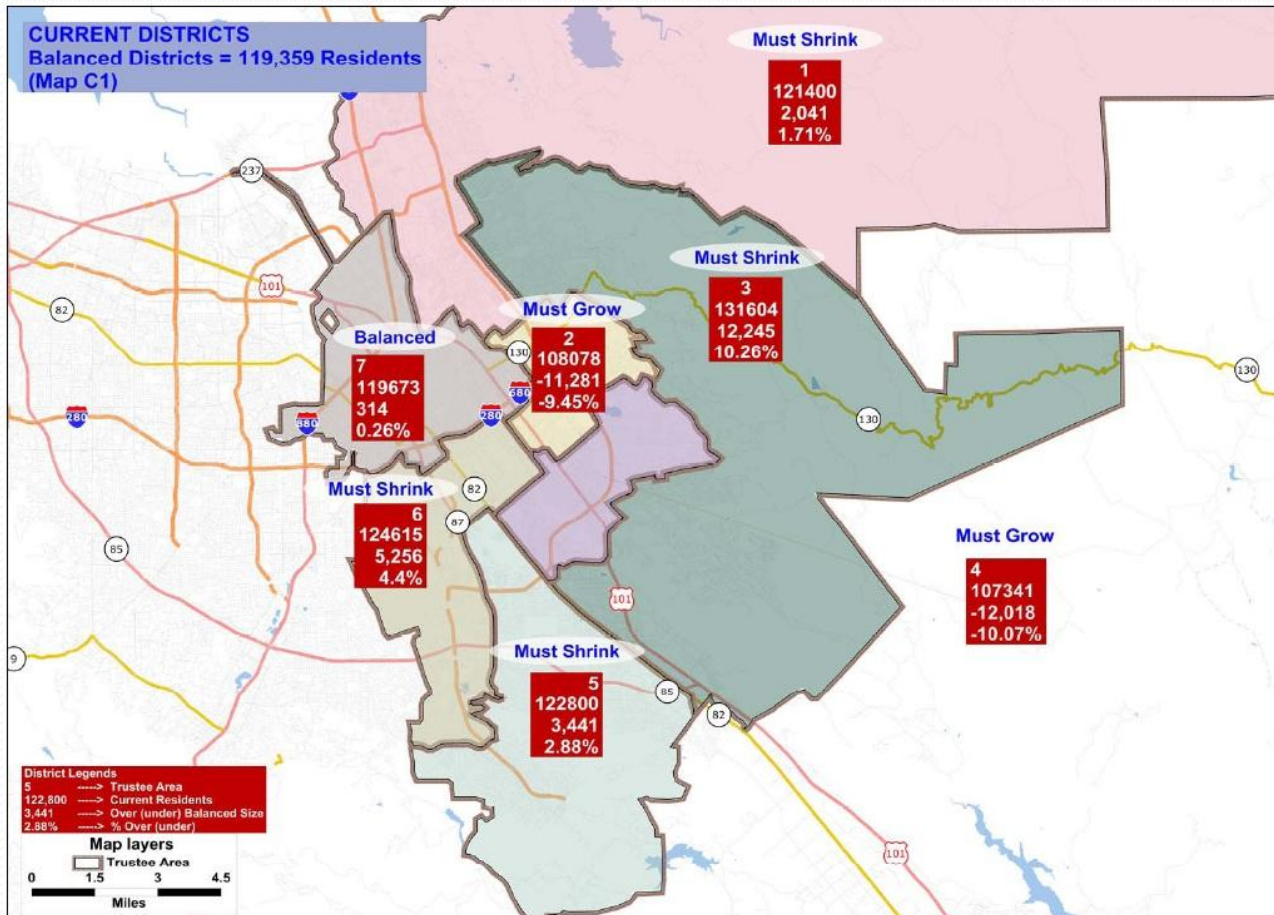 CURRENT DISTRICTS
Balanced Districts = 119,359 Residents
(Map C1)
Must Shrink
1
121400
2,041
1.71%
237
101
82
Must Shrink
3
131604
12,245
10.26%
Must Grow
2
108078
-11,281
-9.45%
Balanced
7
119673
314
0.26%
130
680
280
880
280
130
130
Must Shrink
6
124615
5,256
4.4%
82
87
85
Must Grow
4
107341
-12,018
-10.07%
101
Must Shrink
5
122800
3,441
2.88%
9
85
82
101
District Legends
5 -----> Trustee Area
122,800 -----> Current Residents
3,441 -----> Over (under) Balanced Size
2.88% -----> % Over (under)
Map layers
Trustee Area
0 1.5 3 4.5
Miles